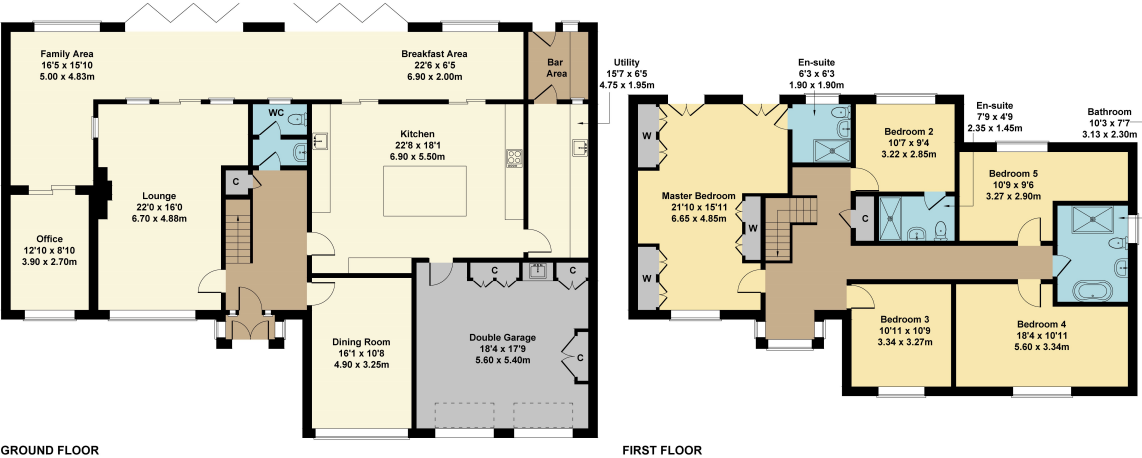 Family Area
16'5 x 15'10
5.00 x 4.83m
Breakfast Area
22'6 x 6'5
6.90 x 2.00m
Bar
Area
Utility
15'7 x 6'5
4.75 x 1.95m
WC
Kitchen
22'8 x 18'1
6.90 x 5.50m
C
Lounge
22'0 x 16'0
6.70 x 4.88m
Office
12'10 x 8'10
3.90 x 2.70m
C
C
Dining Room
16'1 x 10'8
4.90 x 3.25m
Double Garage
18'4 x 17'9
5.60 x 5.40m
C
GROUND FLOOR
En-suite
6'3 x 6'3
1.90 x 1.90m
En-suite
7'9 x 4'9
2.35 x 1.45m
Bathroom
10'3 x 7'7
3.13 x 2.30m
W
Bedroom 2
10'7 x 9'4
3.22 x 2.85m
Bedroom 5
10'9 x 9'6
3.27 x 2.90m
Master Bedroom
21'10 x 15'11
6.65 x 4.85m
W
C
W
Bedroom 3
10'11 x 10'9
3.34 x 3.27m
Bedroom 4
18'4 x 10'11
5.60 x 3.34m
FIRST FLOOR